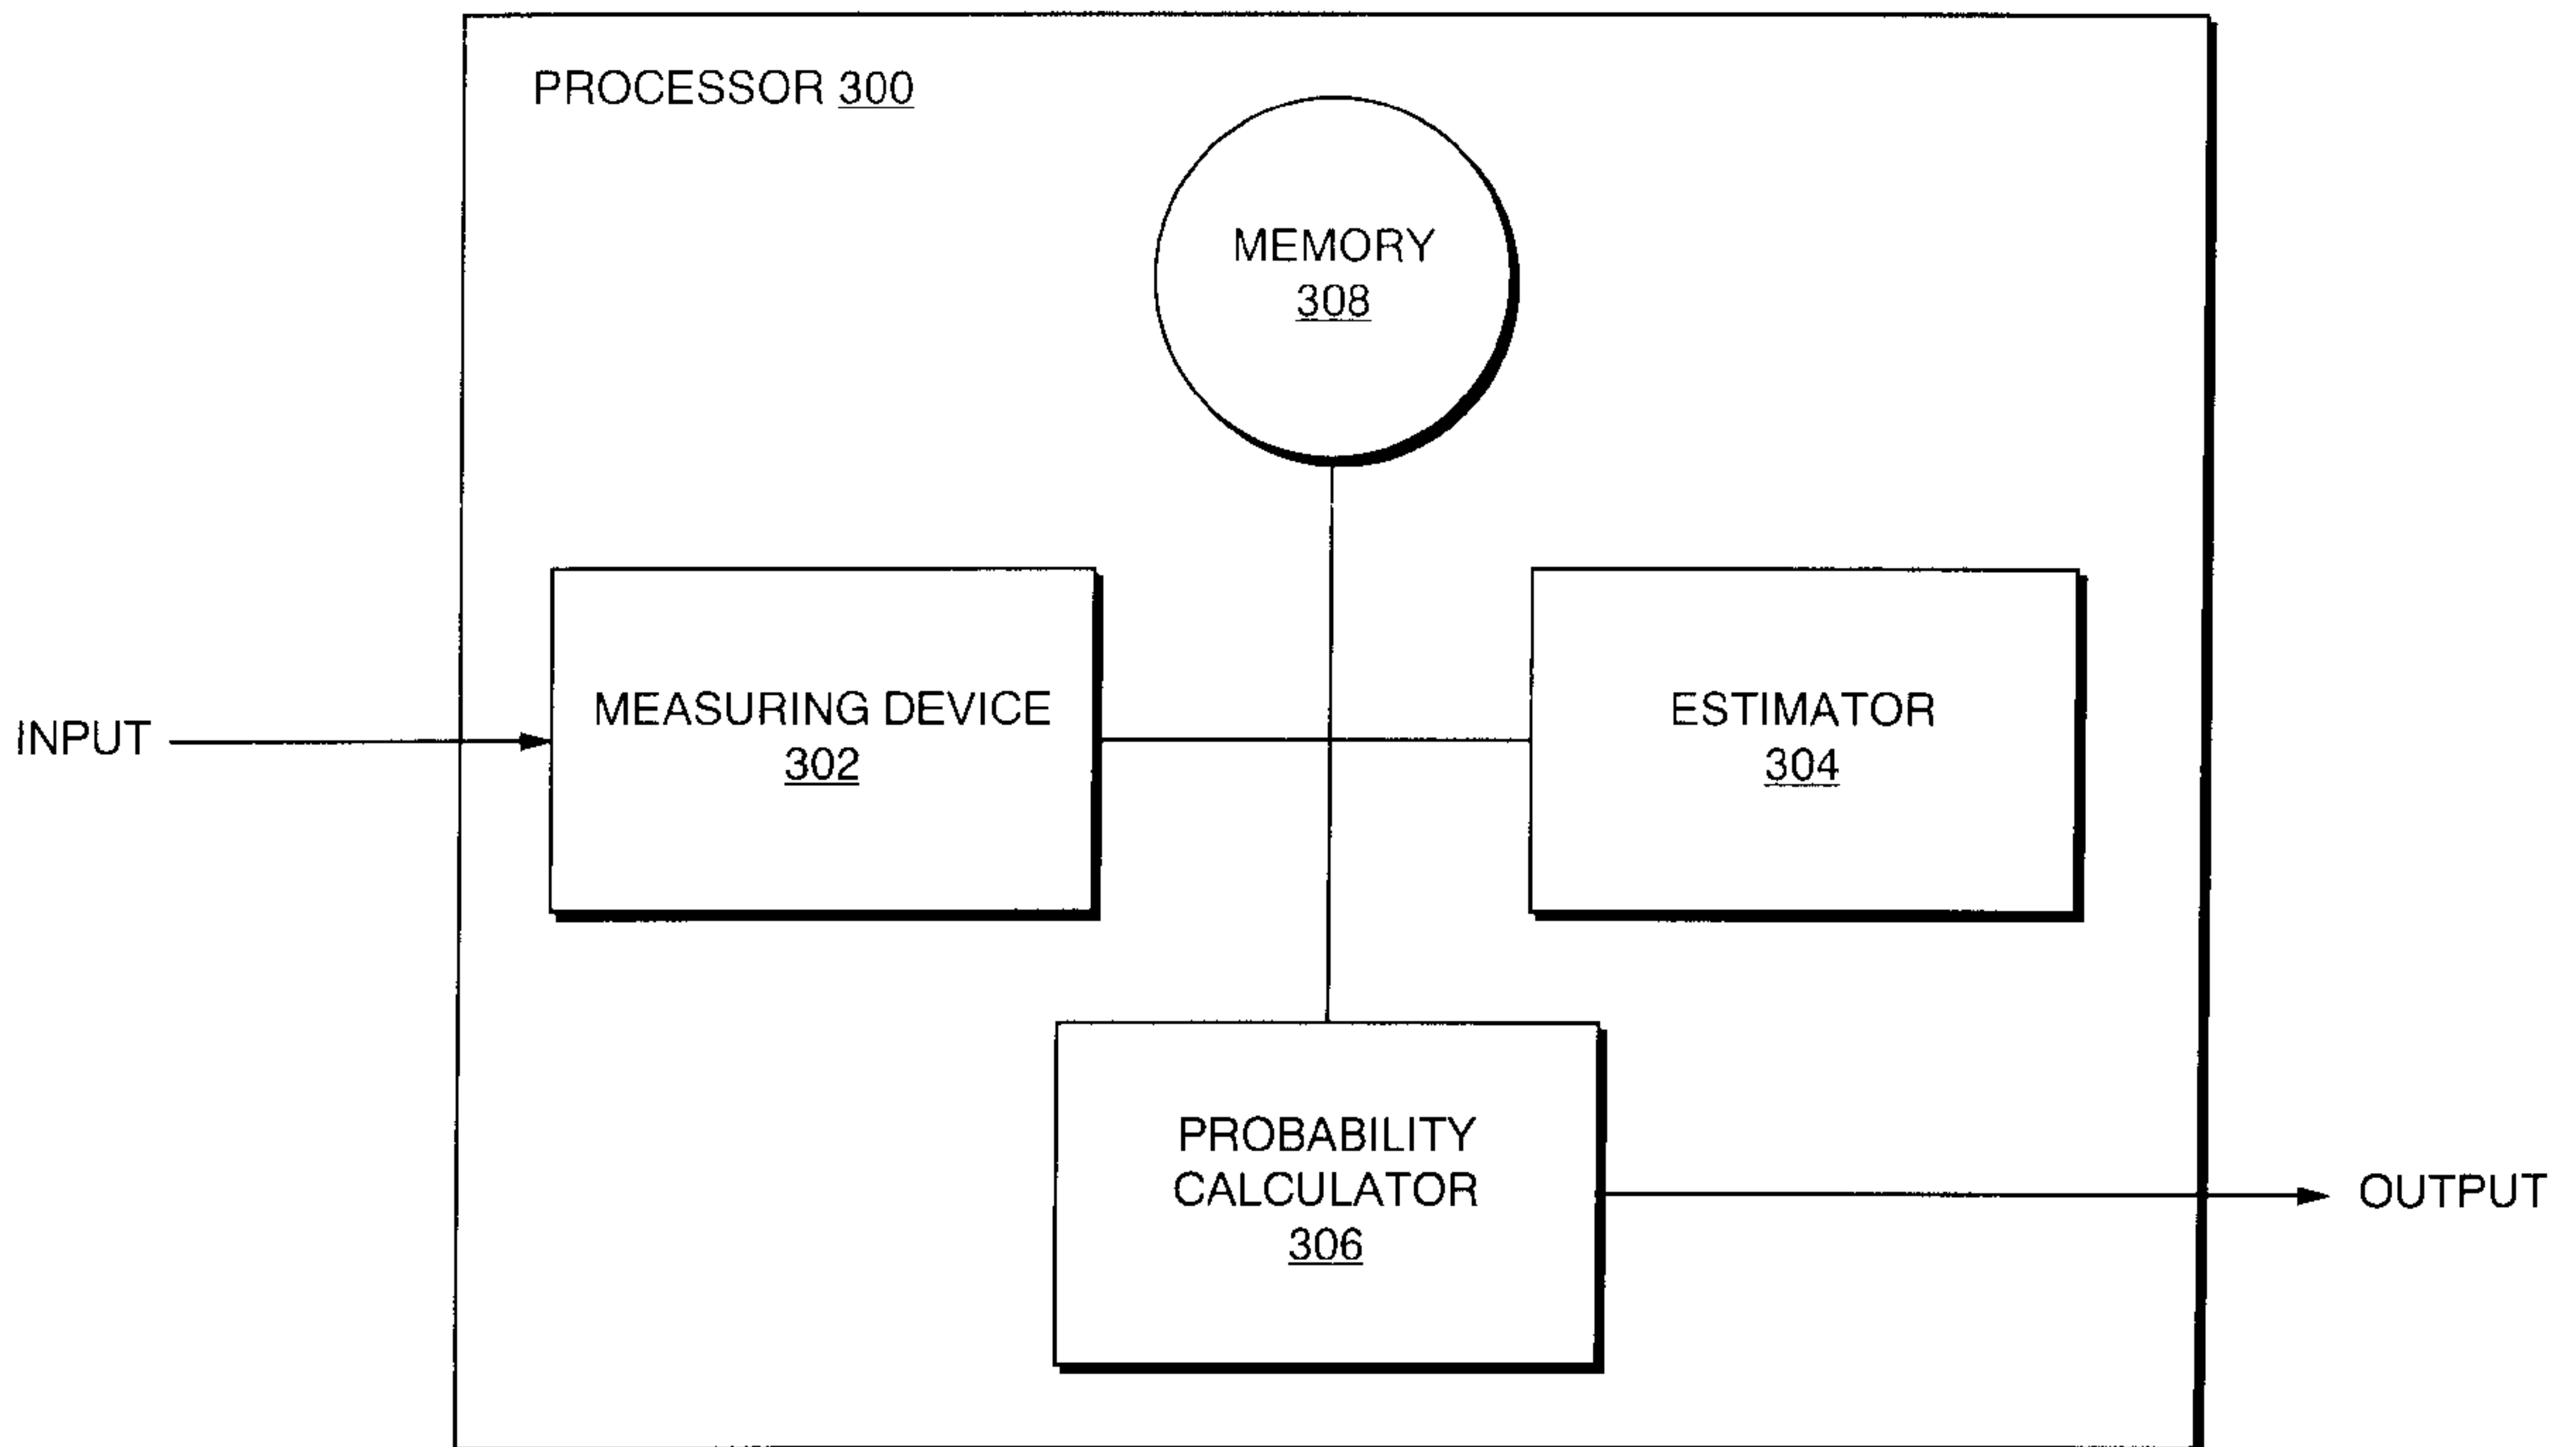 PROCESSOR 300
MEMORY
308
MEASURING DEVICE
302
ESTIMATOR
304
INPUT
PROBABILITY
CALCULATOR
306
OUTPUT